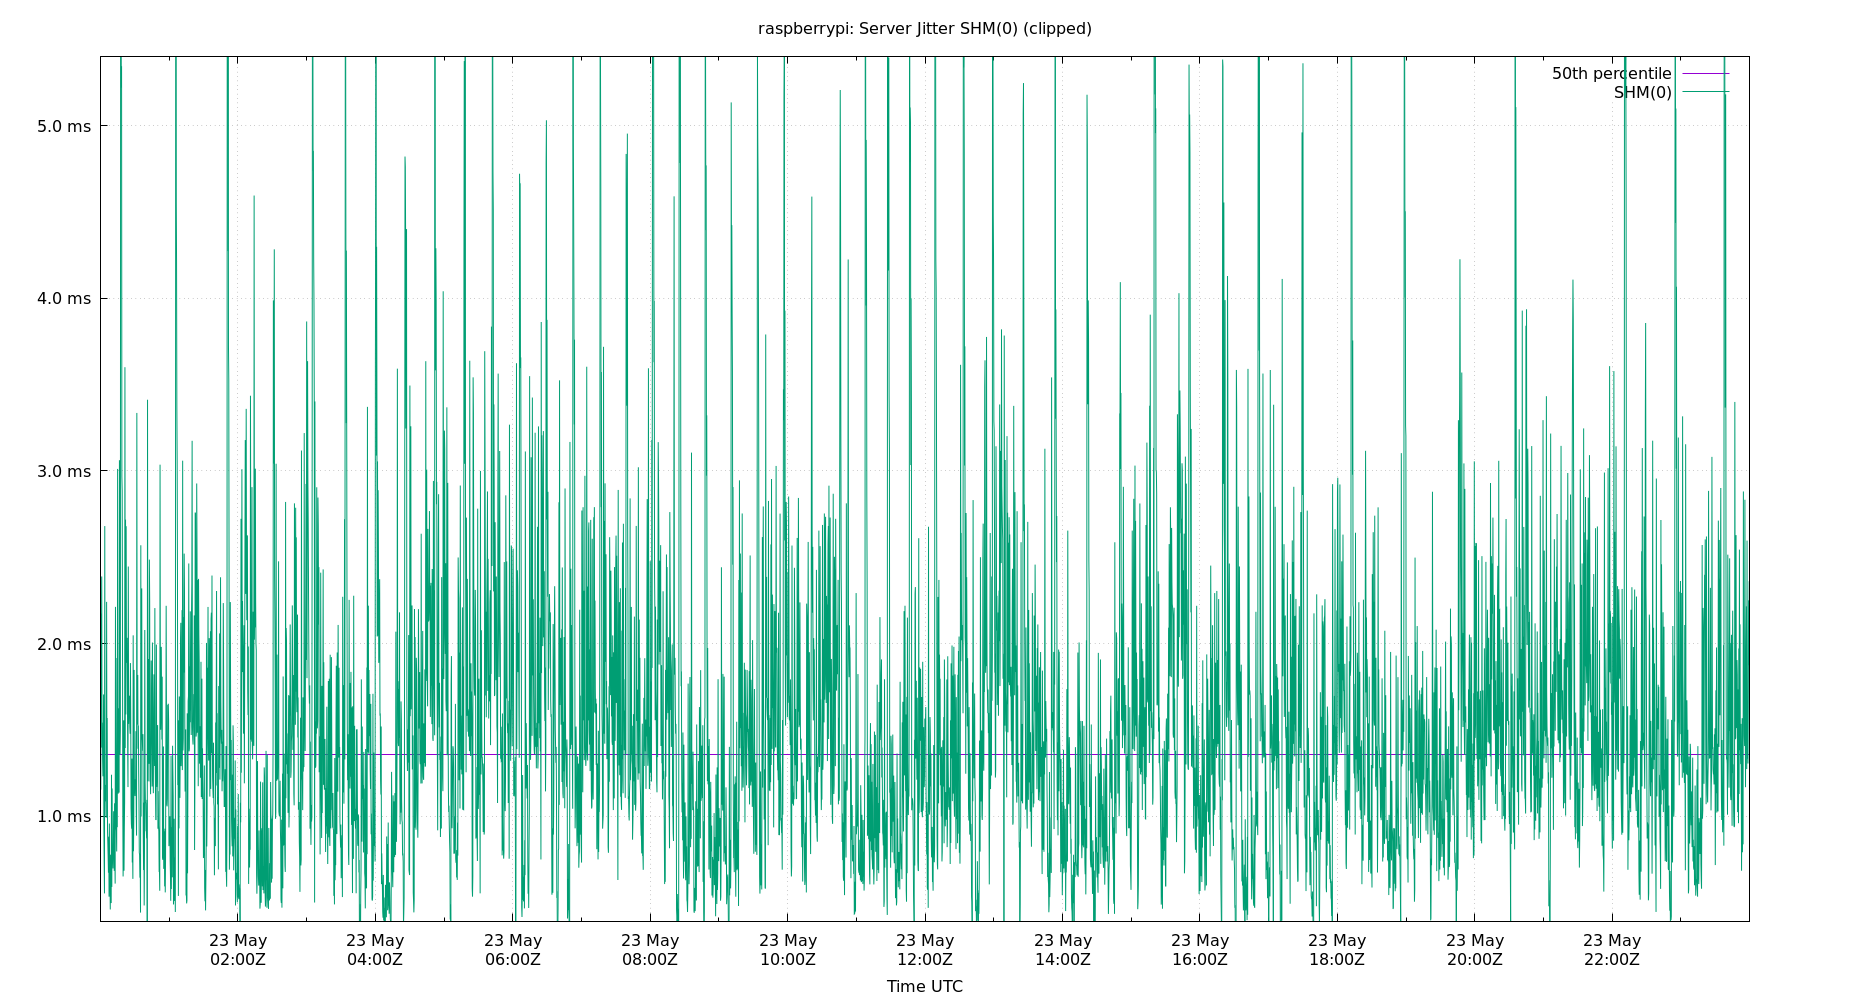 raspberrypi: Server Jitter SHM(0) (clipped)
50th percentile
SHM(0)
5.0 ms
4.0 ms
3.0 ms
2.0 ms
1.0 ms
23 May 23 May 23 May 23 May 23 May 23 May 23 May 23 May 23 May 23 May 23 May
02:00Z 04:00Z 06:00Z 08:00Z 10:00Z 12:00Z 14:00Z 16:00Z 18:00Z 20:00Z 22:00Z
Time UTC